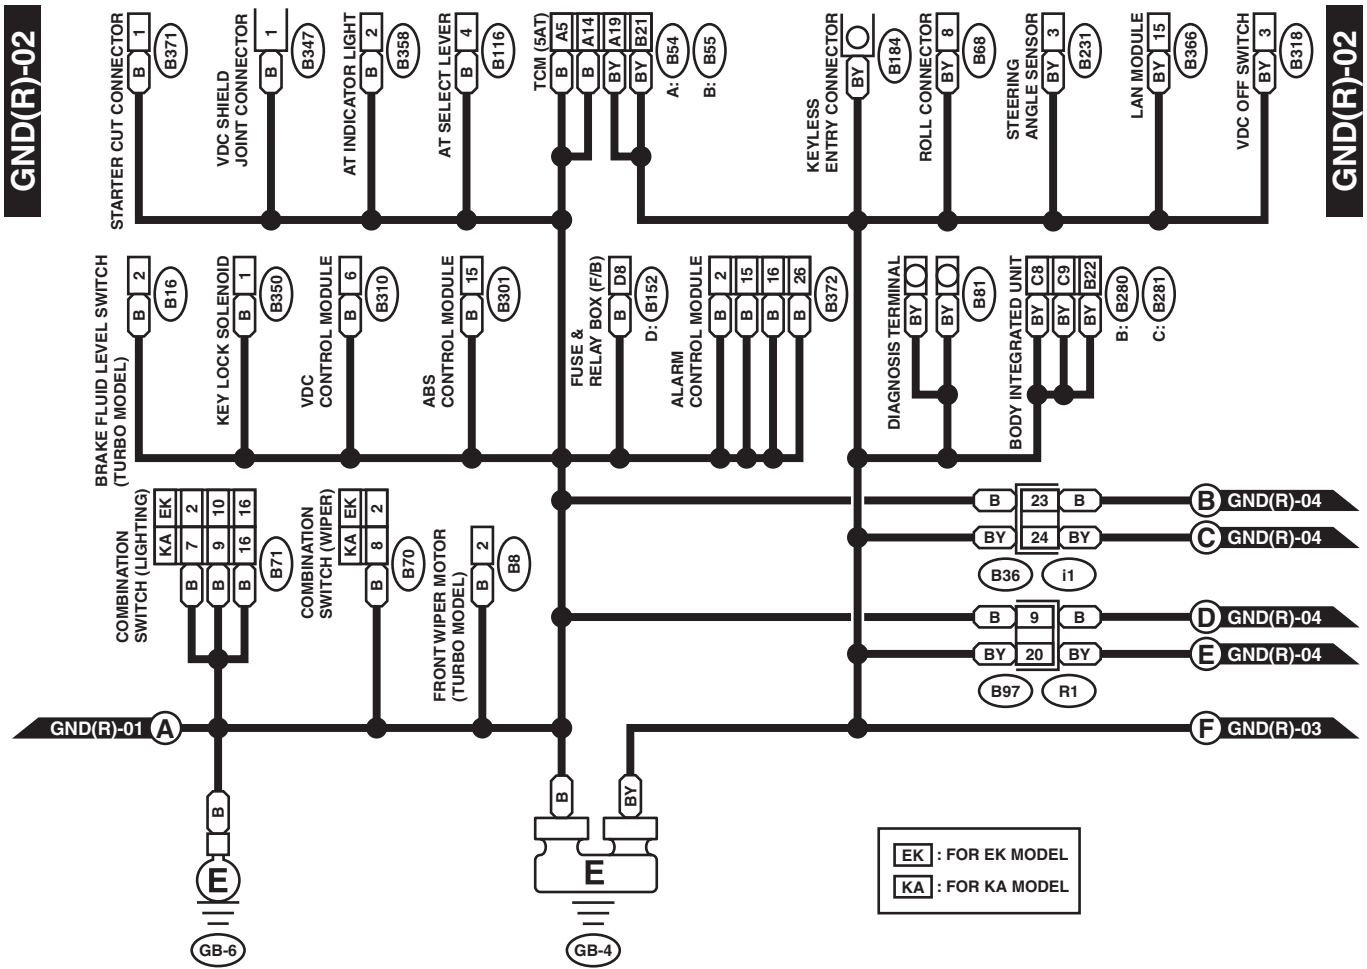 GND(R)-02
GND(R)-02
STARTER CUT CONNECTOR
1
B
B371
VDC SHIELD
JOINT CONNECTOR
1
B
B347
AT INDICATOR LIGHT
2
B
B358
AT SELECT LEVER
4
B
B116
TCM (5AT)
A5
A14
A19
B21
B
B
BY
BY
A: B54
B: B55
KEYLESS
ENTRY CONNECTOR
BY
B184
ROLL CONNECTOR
8
BY
B68
STEERING
ANGLE SENSOR
3
BY
B231
LAN MODULE
15
BY
B366
VDC OFF SWITCH
3
BY
B318
BRAKE FLUID LEVEL SWITCH
(TURBO MODEL)
2
B
B16
KEY LOCK SOLENOID
1
B
B350
VDC
CONTROL MODULE
6
B
B310
ABS
CONTROL MODULE
15
B
B301
FUSE &
RELAY BOX (F/B)
D8
B
D: B152
ALARM
CONTROL MODULE
2
15
16
26
B
B
B
B
B372
DIAGNOSIS TERMINAL
BY
BY
B81
BODY INTEGRATED UNIT
C8
C9
B22
BY
BY
BY
B: B280
C: B281
COMBINATION
SWITCH (LIGHTING)
EK
2
10
16
KA
7
9
16
B
B
B
B71
COMBINATION
SWITCH (WIPER)
EK
2
KA
8
B
B70
FRONT WIPER MOTOR
(TURBO MODEL)
2
B
B8
B 23 B
B GND(R)-04
BY 24 BY
C GND(R)-04
B36 i1
B 9 B
D GND(R)-04
BY 20 BY
E GND(R)-04
B97 R1
GND(R)-01 A
F GND(R)-03
B
B
BY
E
E
GB-6
GB-4
EK : FOR EK MODEL
KA : FOR KA MODEL